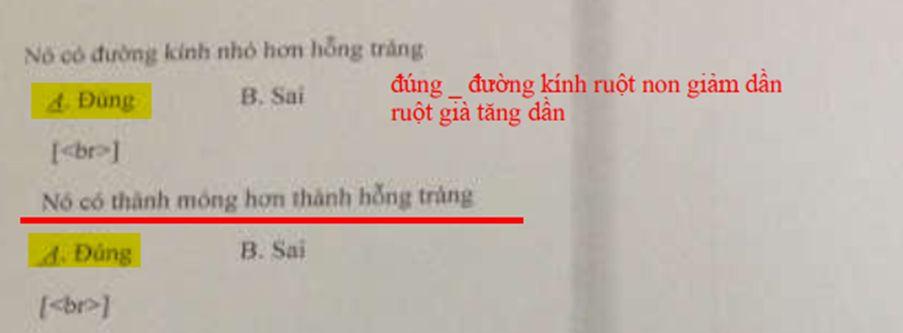 Nó có đường kính nhỏ hơn hỗng tràng
A. Đúng B. Sai
đúng _ đường kính ruột non giảm dần
ruột già tăng dần
[<br>]
Nó có thành mỏng hơn thành hỗng tràng
A. Đúng B. Sai
[<br>]